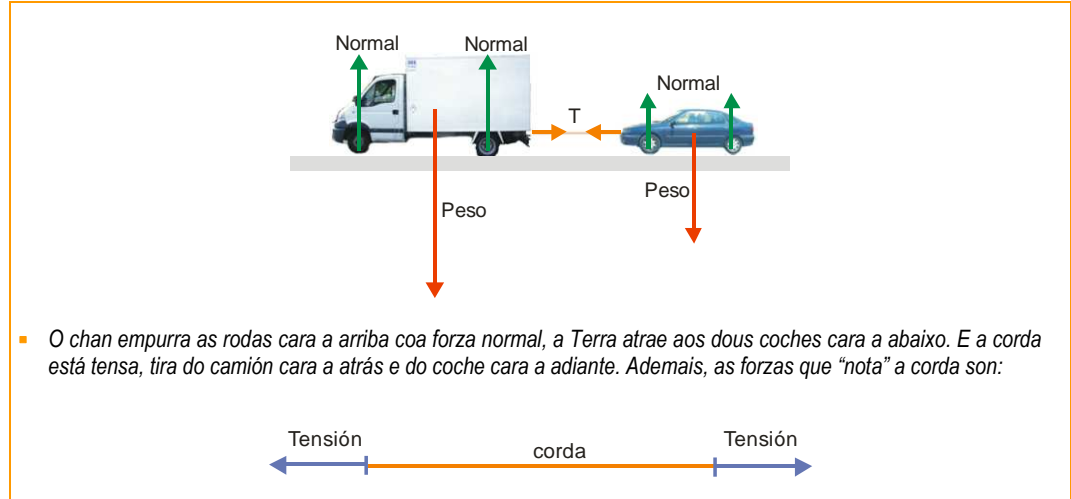 Normal
Normal
Normal
T
Peso
Peso
O chan empurra as rodas cara a arriba coa forza normal, a Terra atrae aos dous coches cara a abaixo. E a corda
está tensa, tira do camión cara a atrás e do coche cara a adiante. Ademais, as forzas que “nota” a corda son:
Tensión
corda
Tensión